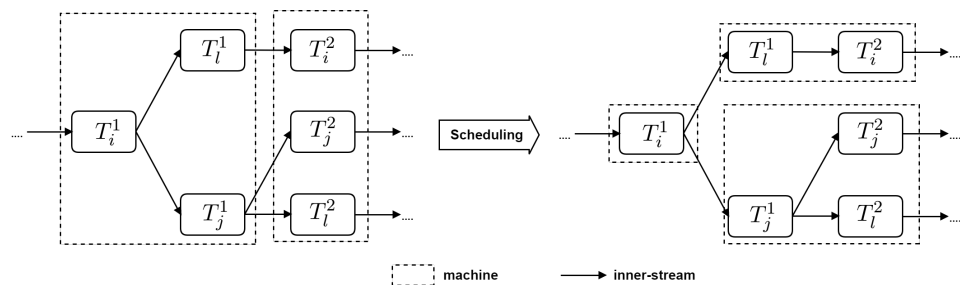 T_l^1 T_i^2 ....
.... T_i^1 T_j^2 ....
T_j^1 T_l^2 ....
Scheduling
T_l^1 T_i^2 ....
.... T_i^1 T_j^2 ....
T_j^1 T_l^2 ....
machine inner-stream